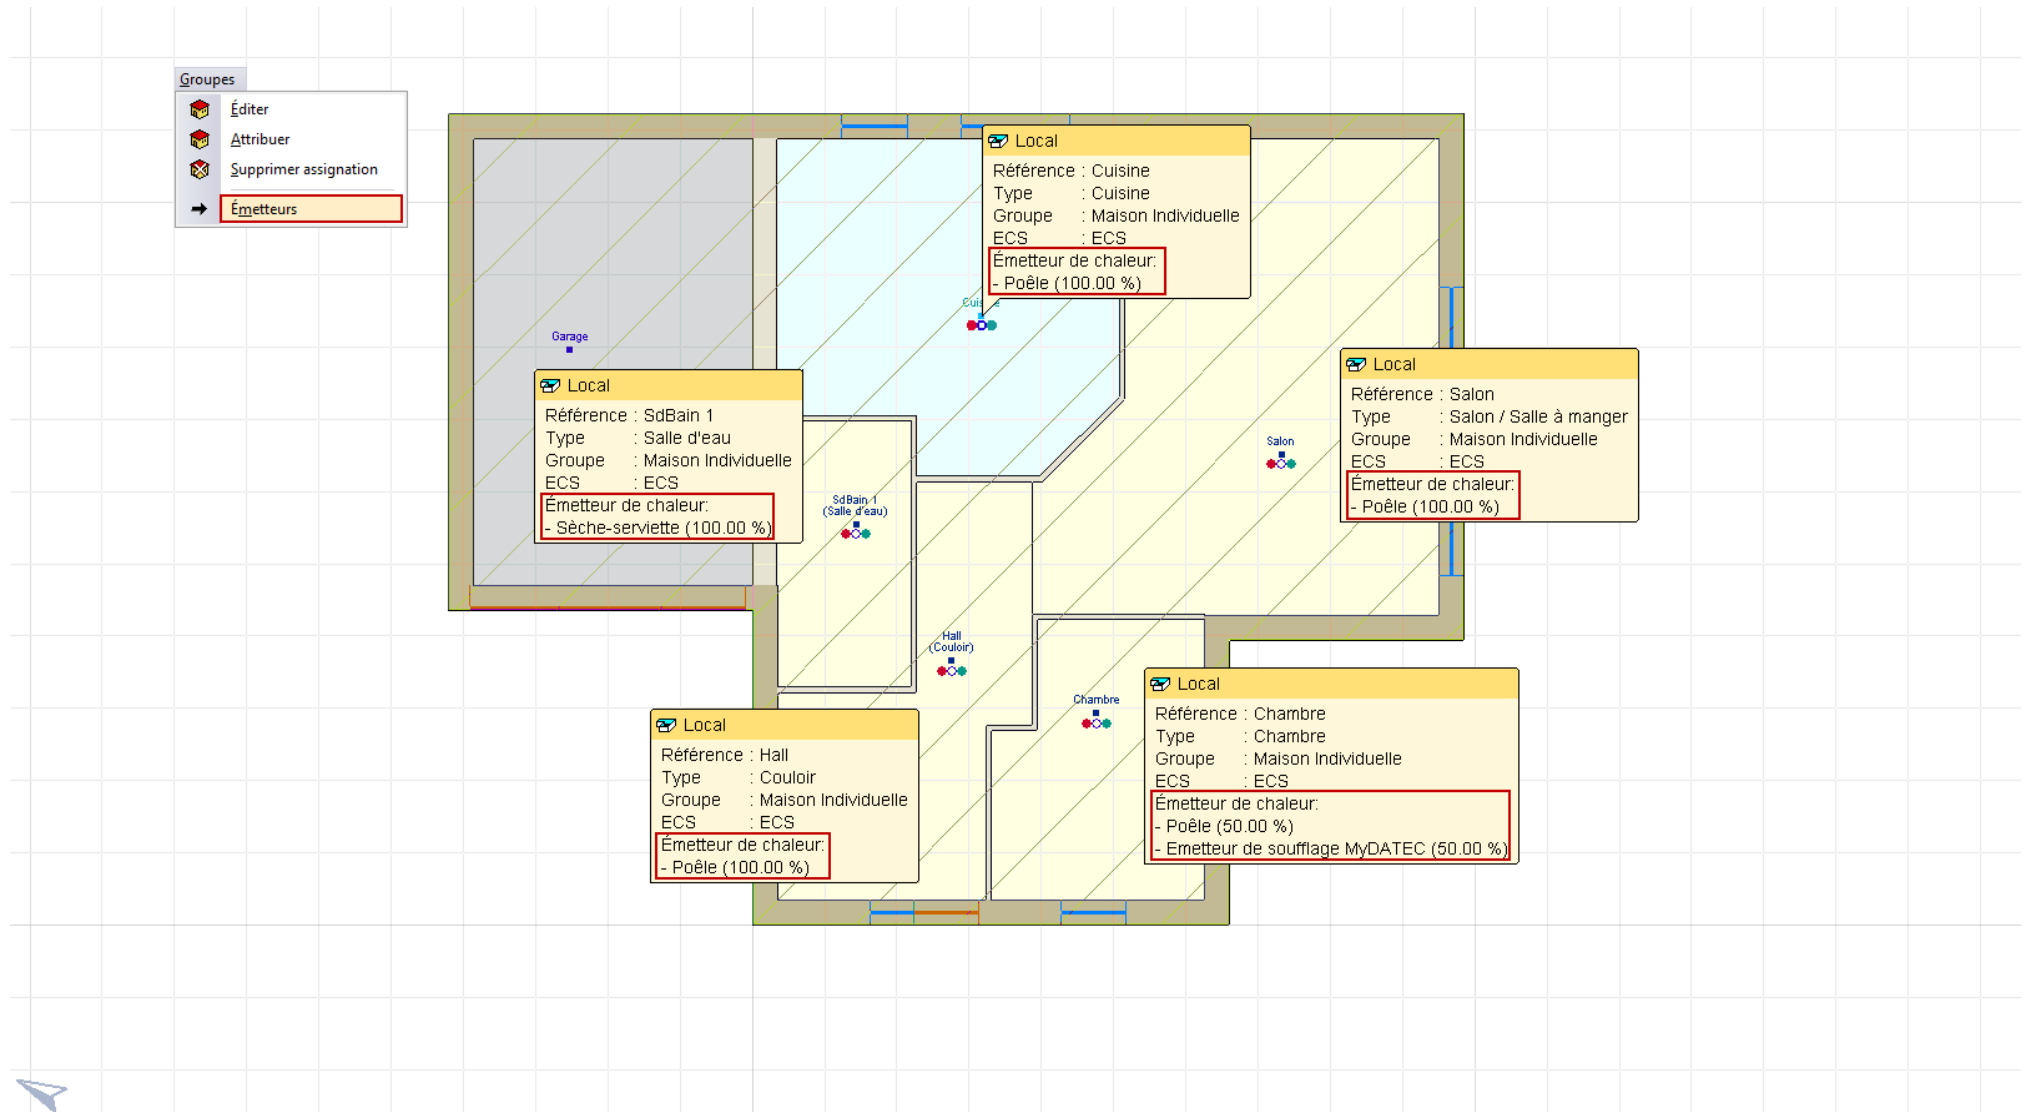 Groupes
Éditer
Attribuer
Supprimer assignation
Émetteurs
Local
Référence : Cuisine
Type : Cuisine
Groupe : Maison Individuelle
ECS : ECS
Émetteur de chaleur:
- Poêle (100.00 %)
Garage
Local
Référence : SdBain 1
Type : Salle d'eau
Groupe : Maison Individuelle
ECS : ECS
Émetteur de chaleur:
- Sèche-serviette (100.00 %)
Local
Référence : Salon
Type : Salon / Salle à manger
Groupe : Maison Individuelle
ECS : ECS
Émetteur de chaleur:
- Poêle (100.00 %)
Salon
SdBain 1
(Salle d'eau)
Hall
(Couloir)
Chambre
Local
Référence : Hall
Type : Couloir
Groupe : Maison Individuelle
ECS : ECS
Émetteur de chaleur:
- Poêle (100.00 %)
Local
Référence : Chambre
Type : Chambre
Groupe : Maison Individuelle
ECS : ECS
Émetteur de chaleur:
- Poêle (50.00 %)
- Emetteur de soufflage MyDATEC (50.00 %)